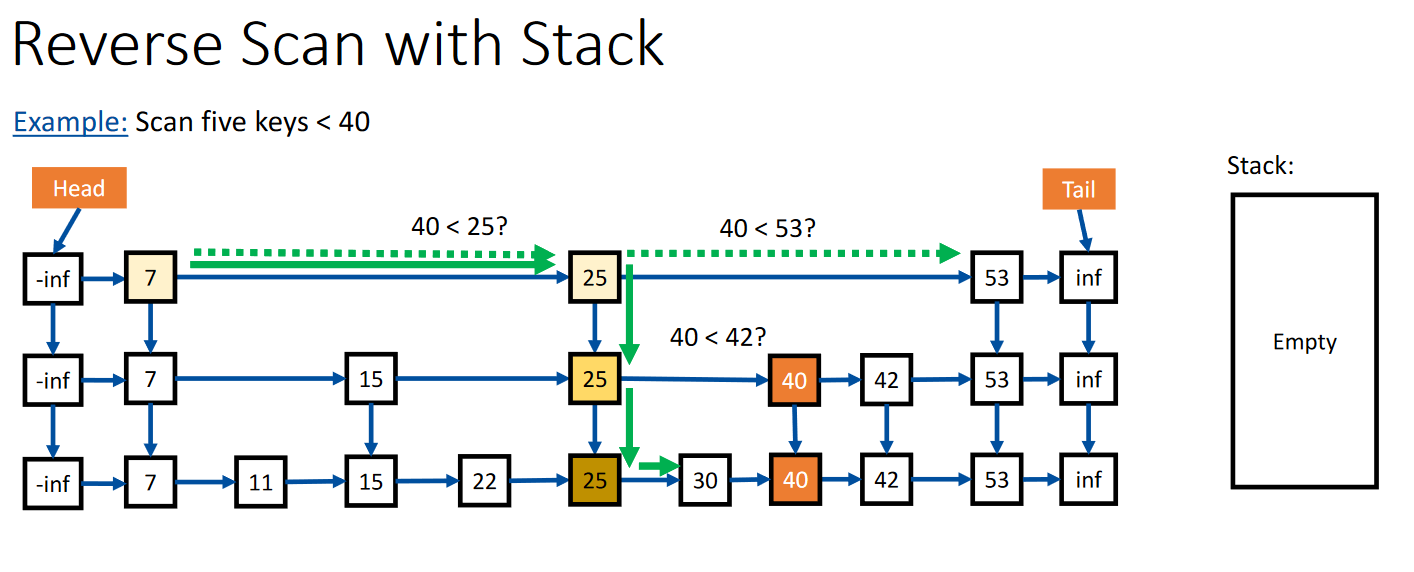 Reverse Scan with Stack
Example: Scan five keys < 40
Stack:
Head
Tail
40 < 25?
40 < 53?
-inf
7
25
53
inf
40 < 42?
Empty
-inf
7
15
25
40
42
53
inf
-inf
7
11
15
22
25
30
40
42
53
inf